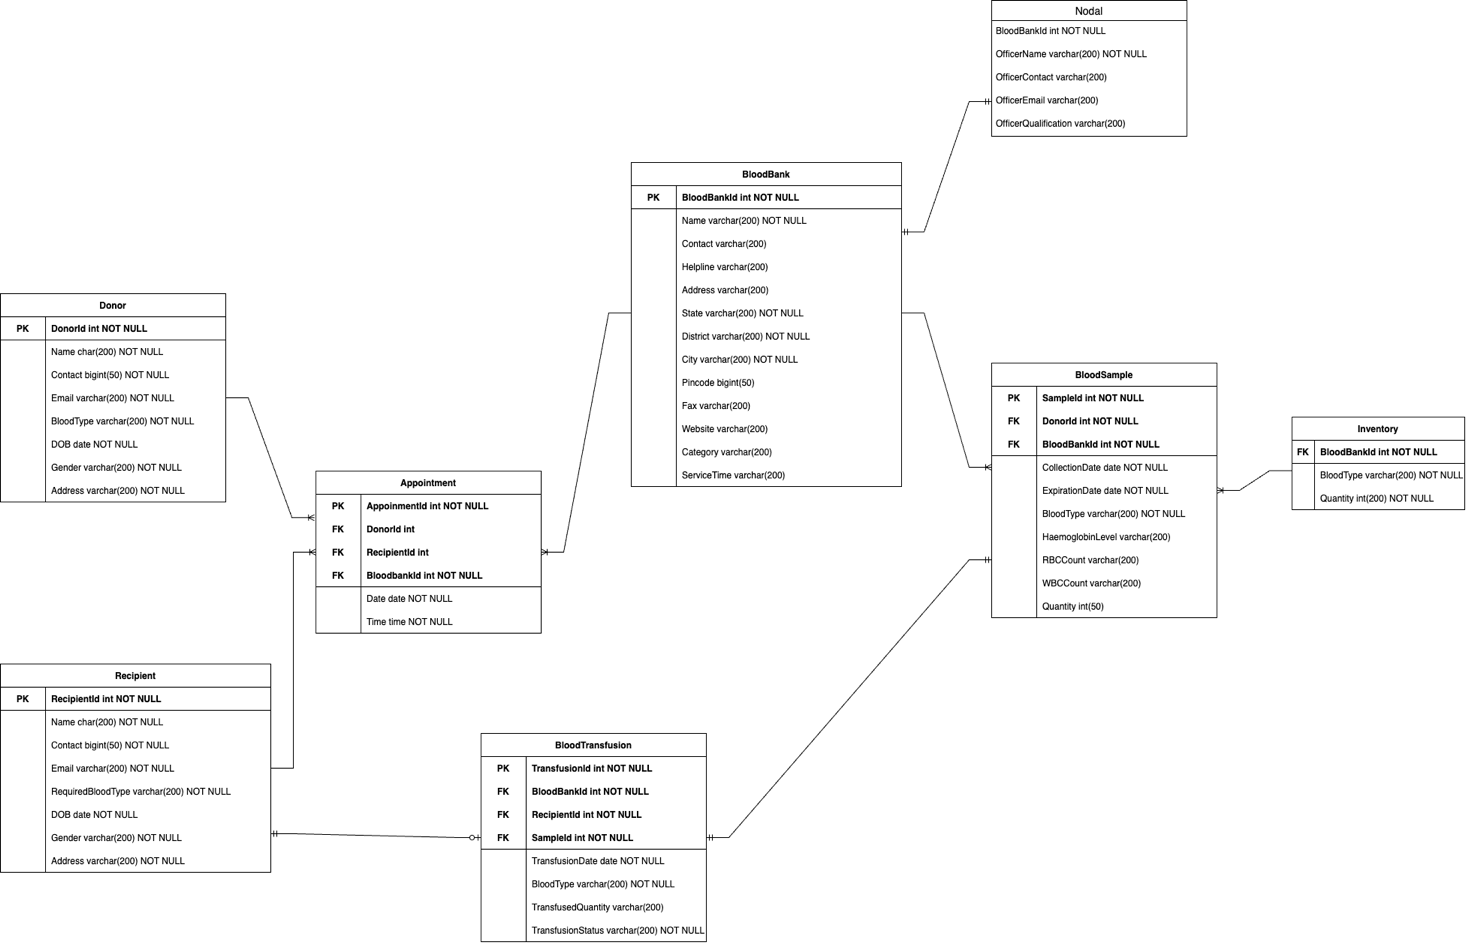 Nodal
BloodBankId int NOT NULL
OfficerName varchar(200) NOT NULL
OfficerContact varchar(200)
OfficerEmail varchar(200)
OfficerQualification varchar(200)
BloodBank
PK BloodBankId int NOT NULL
Name varchar(200) NOT NULL
Contact varchar(200)
Helpline varchar(200)
Address varchar(200)
State varchar(200) NOT NULL
District varchar(200) NOT NULL
City varchar(200) NOT NULL
Pincode bigint(50)
Fax varchar(200)
Website varchar(200)
Category varchar(200)
ServiceTime varchar(200)
Donor
PK DonorId int NOT NULL
Name char(200) NOT NULL
Contact bigint(50) NOT NULL
Email varchar(200) NOT NULL
BloodType varchar(200) NOT NULL
DOB date NOT NULL
Gender varchar(200) NOT NULL
Address varchar(200) NOT NULL
Appointment
PK AppoinmentId int NOT NULL
FK DonorId int
FK RecipientId int
FK BloodbankId int NOT NULL
Date date NOT NULL
Time time NOT NULL
BloodSample
PK SampleId int NOT NULL
FK DonorId int NOT NULL
FK BloodBankId int NOT NULL
CollectionDate date NOT NULL
ExpirationDate date NOT NULL
BloodType varchar(200) NOT NULL
HaemoglobinLevel varchar(200)
RBCCount varchar(200)
WBCCount varchar(200)
Quantity int(50)
Inventory
FK BloodBankId int NOT NULL
BloodType varchar(200) NOT NULL
Quantity int(200) NOT NULL
Recipient
PK RecipientId int NOT NULL
Name char(200) NOT NULL
Contact bigint(50) NOT NULL
Email varchar(200) NOT NULL
RequiredBloodType varchar(200) NOT NULL
DOB date NOT NULL
Gender varchar(200) NOT NULL
Address varchar(200) NOT NULL
BloodTransfusion
PK TransfusionId int NOT NULL
FK BloodBankId int NOT NULL
FK RecipientId int NOT NULL
FK SampleId int NOT NULL
TransfusionDate date NOT NULL
BloodType varchar(200) NOT NULL
TransfusedQuantity varchar(200)
TransfusionStatus varchar(200) NOT NULL